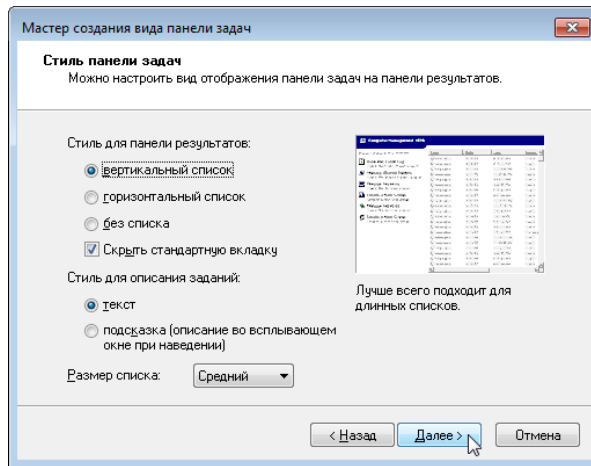 Мастер создания вида панели задач
Стиль панели задач
Можно настроить вид отображения панели задач на панели результатов.
Стиль для панели результатов:
вертикальный список
горизонтальный список
без списка
Скрыть стандартную вкладку
Стиль для описания заданий:
текст
подсказка (описание во всплывающем
окне при наведении)
Размер списка: Средний
Лучше всего подходит для
длинных списков.
< Назад Далее > Отмена